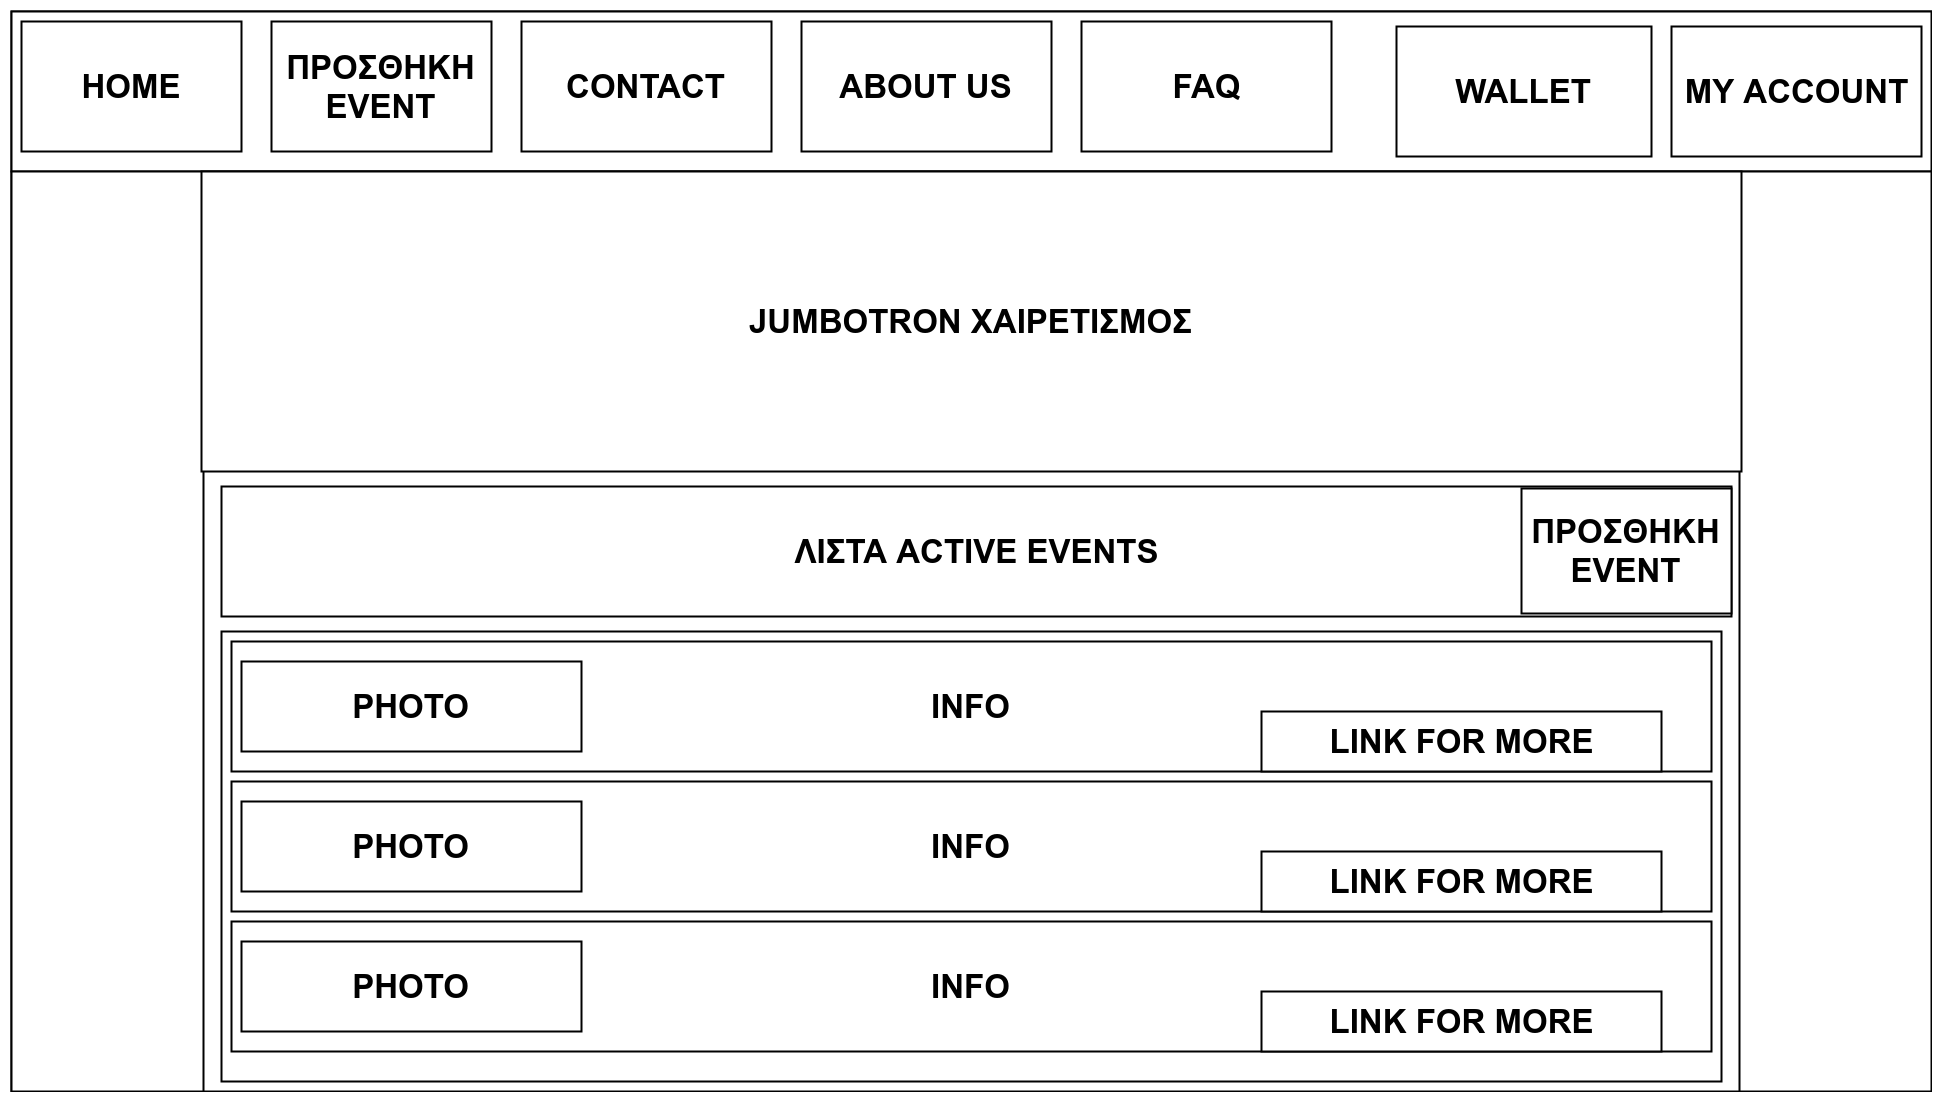 HOME
ΠΡΟΣΘΗΚΗ
EVENT
CONTACT
ABOUT US
FAQ
WALLET
MY ACCOUNT
JUMBOTRON ΧΑΙΡΕΤΙΣΜΟΣ
ΛΙΣΤΑ ACTIVE EVENTS
ΠΡΟΣΘΗΚΗ
EVENT
PHOTO
INFO
LINK FOR MORE
PHOTO
INFO
LINK FOR MORE
PHOTO
INFO
LINK FOR MORE